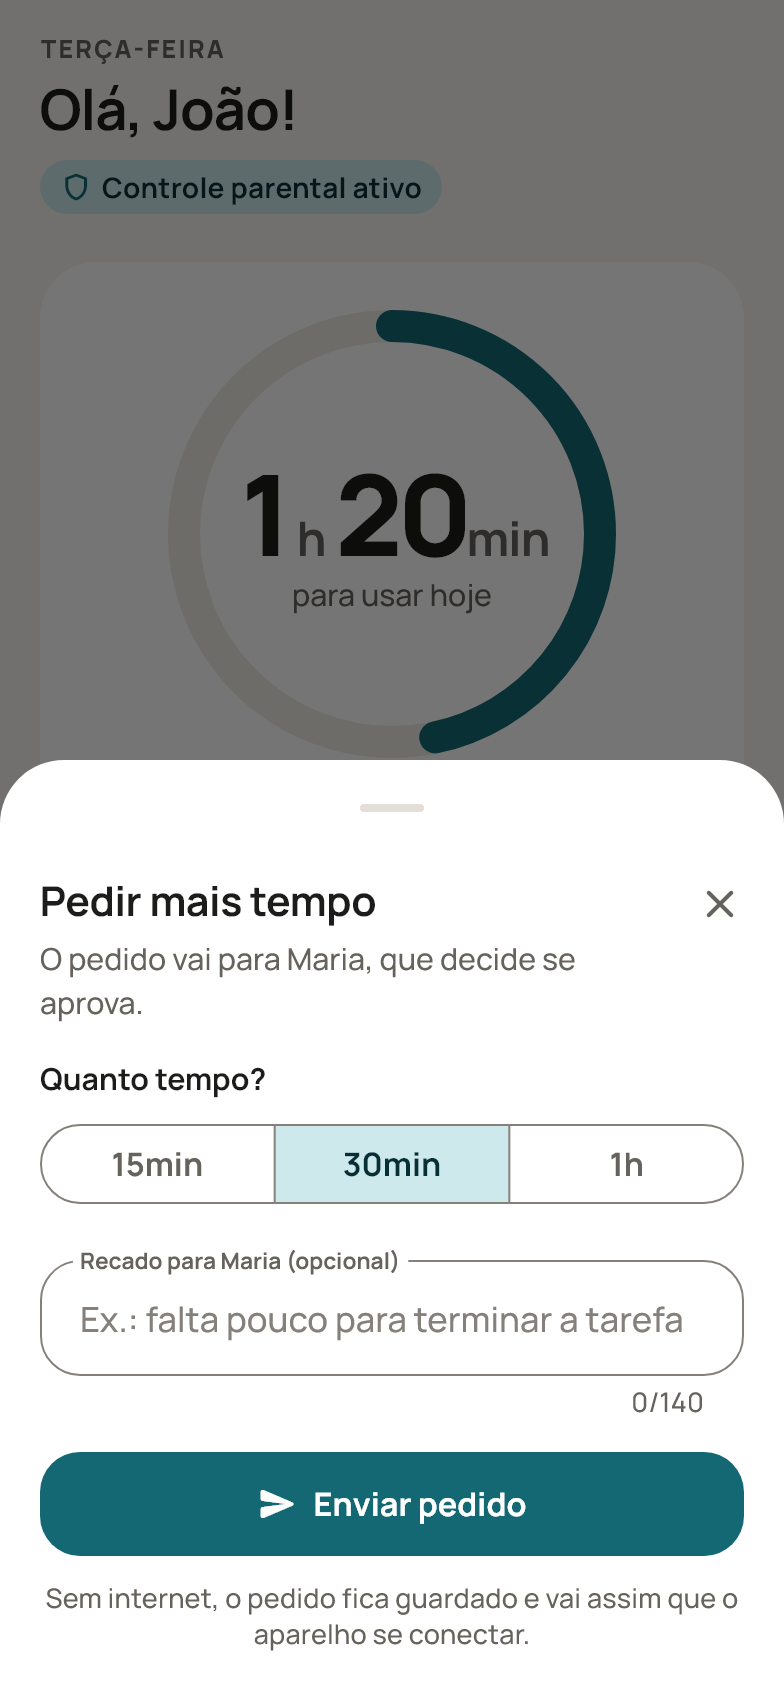 TERÇA-FEIRA
Olá, João!
Controle parental ativo
1 h 20min
para usar hoje
Pedir mais tempo
O pedido vai para Maria, que decide se
aprova.
Quanto tempo?
15min 30min 1h
Recado para Maria (opcional)
Ex.: falta pouco para terminar a tarefa
0/140
Enviar pedido
Sem internet, o pedido fica guardado e vai assim que o
aparelho se conectar.